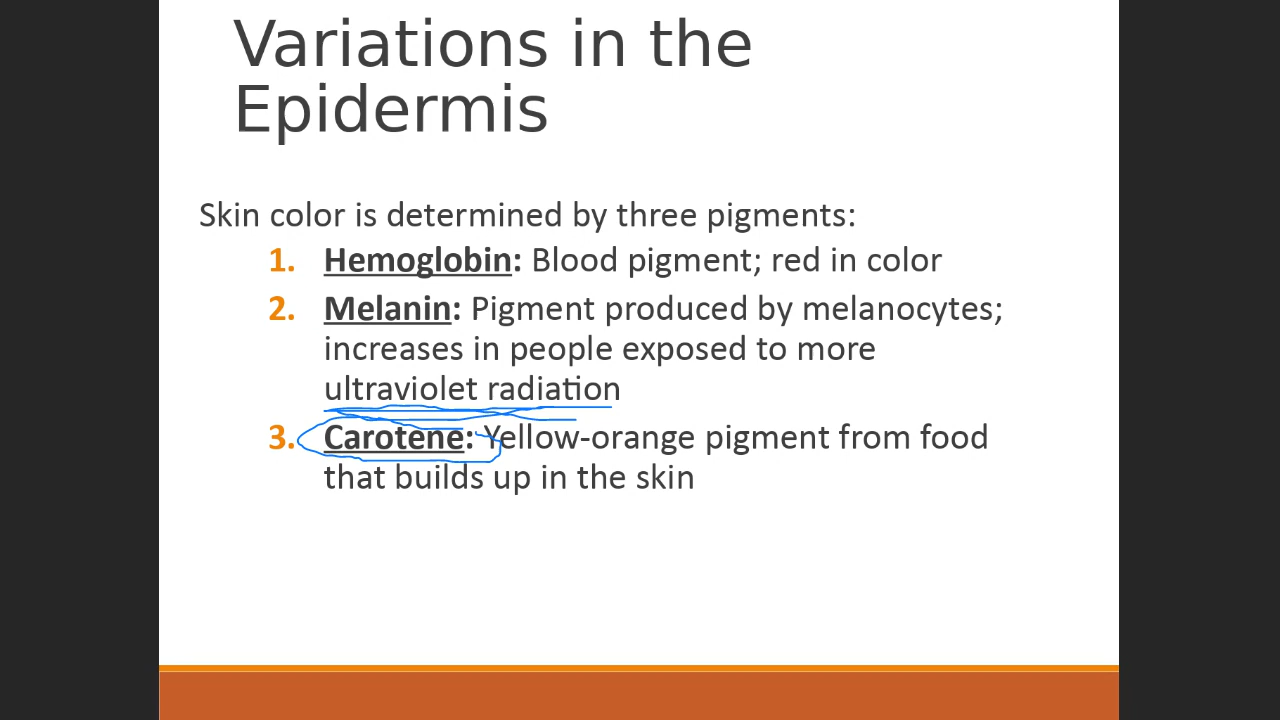 Variations in the
Epidermis
Skin color is determined by three pigments:
1. Hemoglobin: Blood pigment; red in color
2. Melanin: Pigment produced by melanocytes;
increases in people exposed to more
ultraviolet radiation
3. Carotene: Yellow-orange pigment from food
that builds up in the skin